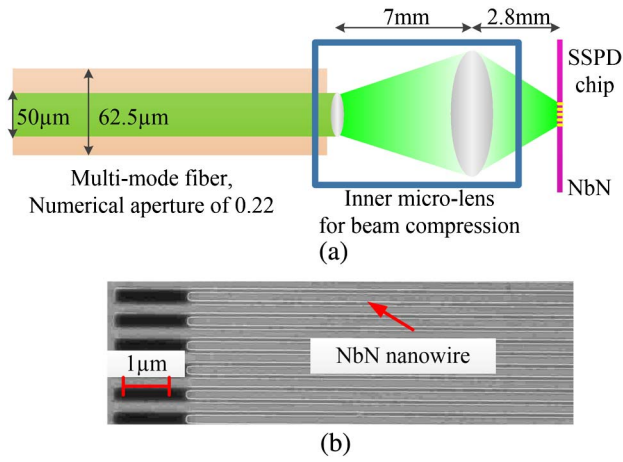 7mm
2.8mm
SSPD
chip
50μm
62.5μm
Multi-mode fiber,
Numerical aperture of 0.22
Inner micro-lens
for beam compression
NbN
(a)
1μm
NbN nanowire
(b)